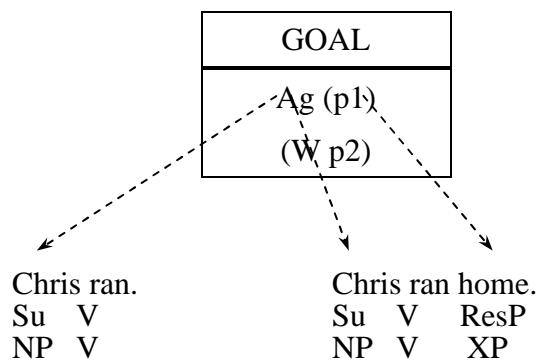 GOAL
Ag (p1)
(W p2)
Chris ran. Chris ran home.
Su V Su V ResP
NP V NP V XP